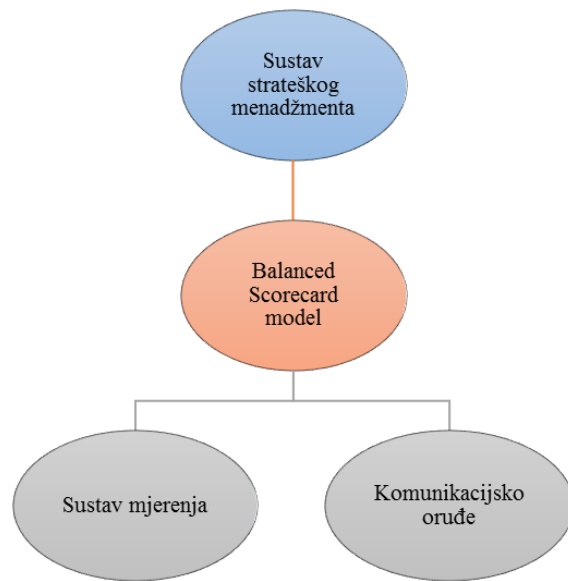 Sustav
strateškog
menadžmenta
Balanced
Scorecard
model
Sustav mjerenja
Komunikacijsko
oruđe